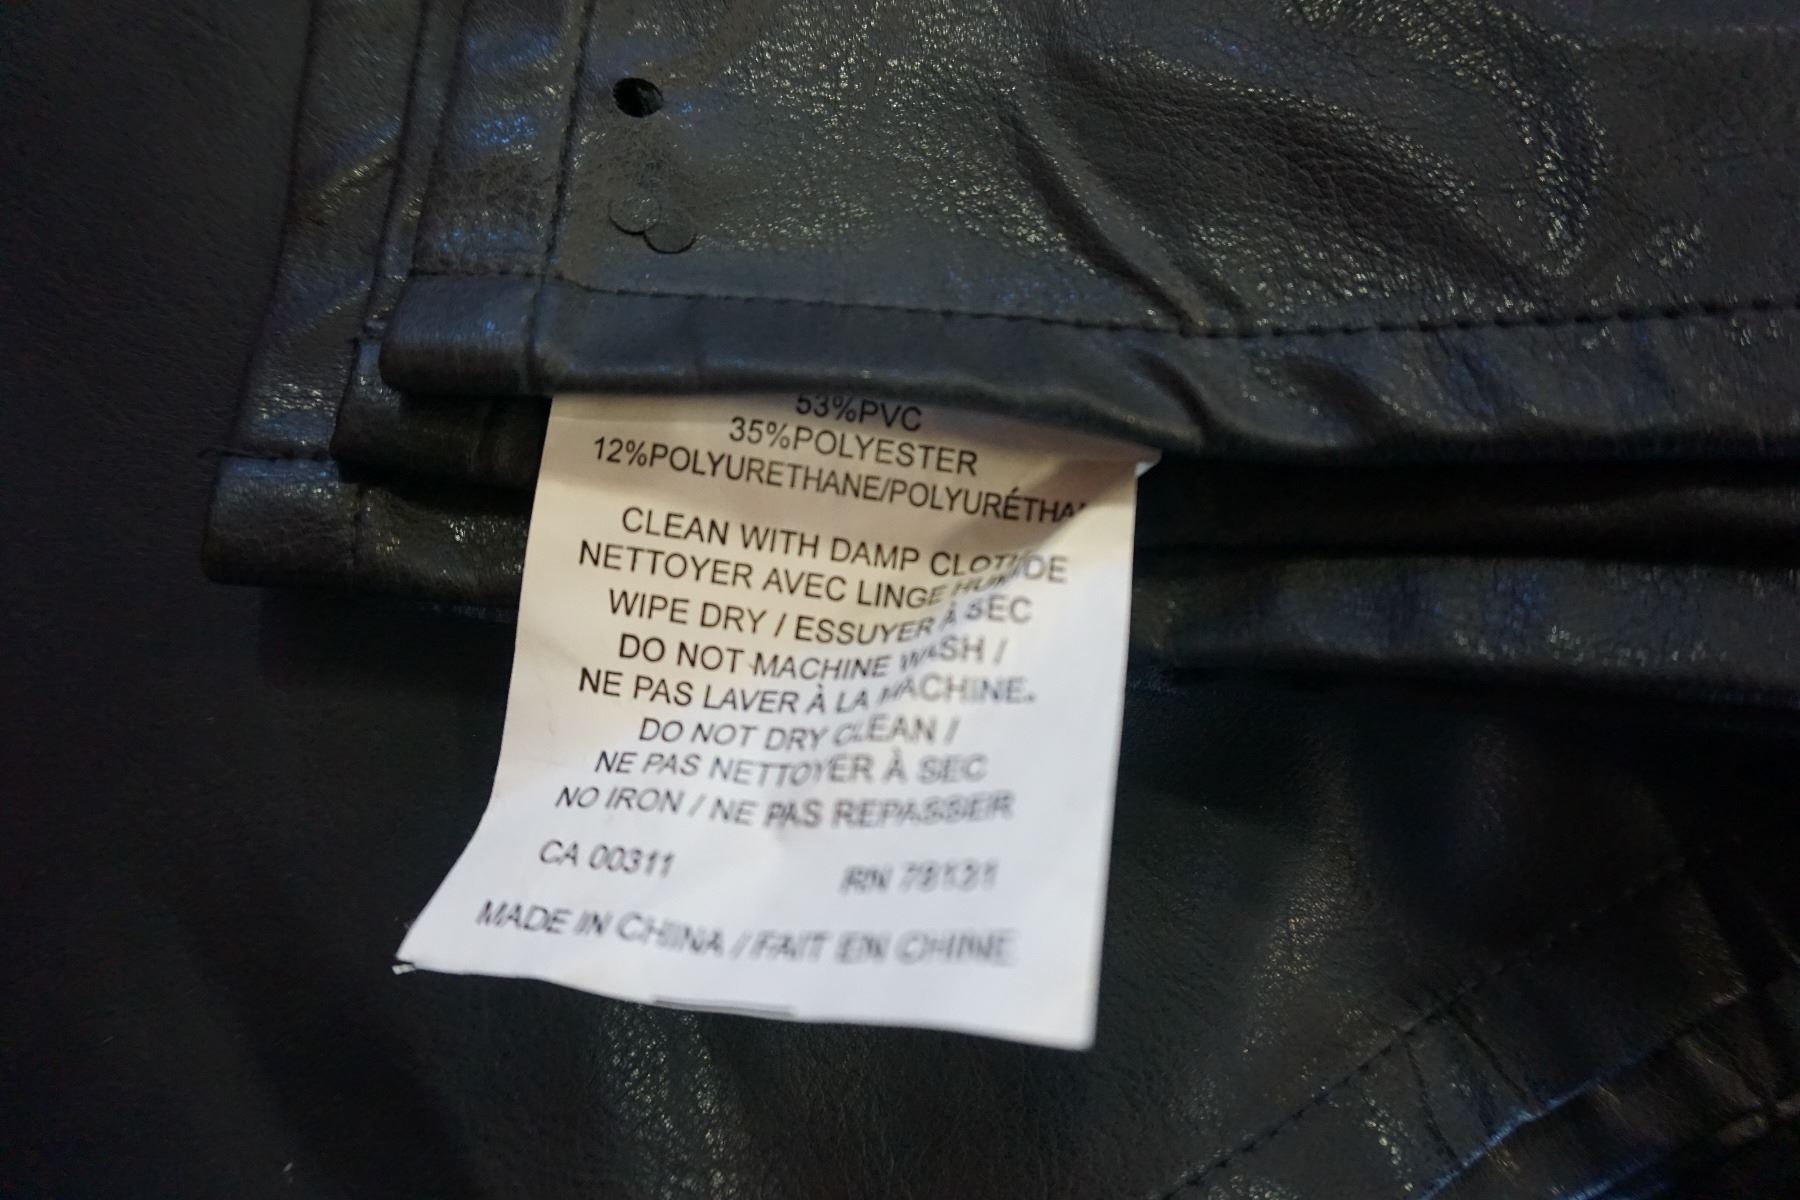 53%PVC
35%POLYESTER
12%POLYURETHANE/POLYURÉTHA
CLEAN WITH DAMP CLOT
NETTOYER AVEC LINGE HUMIDE
WIPE DRY / ESSUYER À SEC
DO NOT MACHINE WASH /
NE PAS LAVER À LA MACHINE.
DO NOT DRY CLEAN /
NE PAS NETTOYER À SEC
NO IRON / NE PAS REPASSER
CA 00311
RN
MADE IN CHINA / FAIT EN CHINE